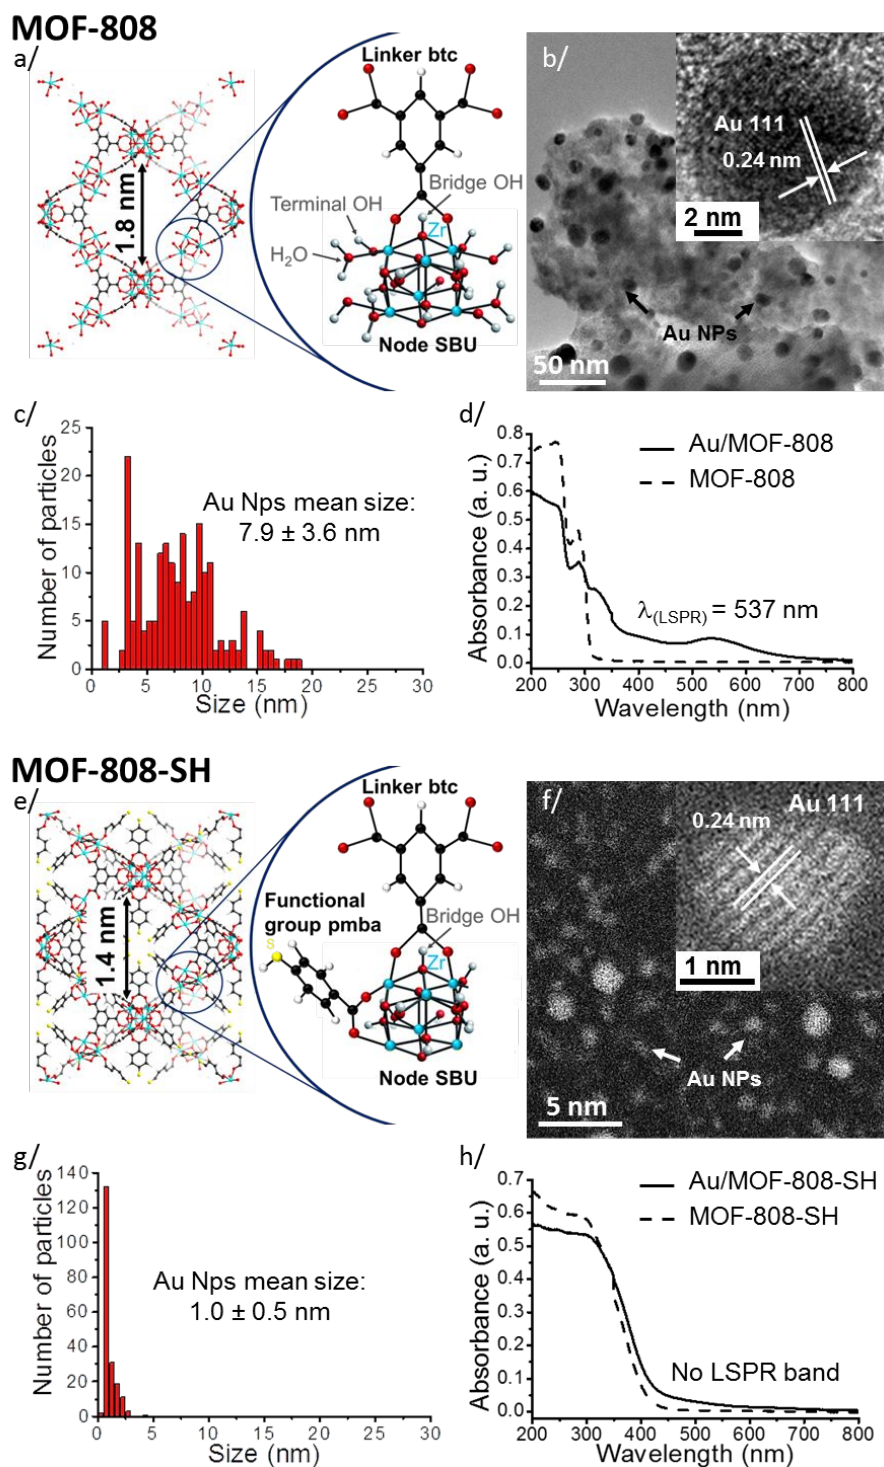 MOF-808
a/
1.8 nm
Linker btc
Terminal OH
Bridge OH
Zr
H₂O
Node SBU
b/
Au 111
0.24 nm
2 nm
Au NPs
50 nm
c/
Number of particles
25
20
15
10
5
0
Au Nps mean size:
7.9 ± 3.6 nm
0 5 10 15 20 25 30
Size (nm)
d/
Absorbance (a. u.)
0.8
0.7
0.6
0.5
0.4
0.3
0.2
0.1
0.0
Au/MOF-808
MOF-808
λ(LSPR) = 537 nm
200 300 400 500 600 700 800
Wavelength (nm)
MOF-808-SH
e/
1.4 nm
Linker btc
Functional
group pmba
S
Bridge OH
Zr
Node SBU
f/
Au 111
0.24 nm
1 nm
Au NPs
5 nm
g/
Number of particles
140
120
100
80
60
40
20
0
Au Nps mean size:
1.0 ± 0.5 nm
0 5 10 15 20 25 30
Size (nm)
h/
Absorbance (a. u.)
0.7
0.6
0.5
0.4
0.3
0.2
0.1
0.0
Au/MOF-808-SH
MOF-808-SH
No LSPR band
200 300 400 500 600 700 800
Wavelength (nm)